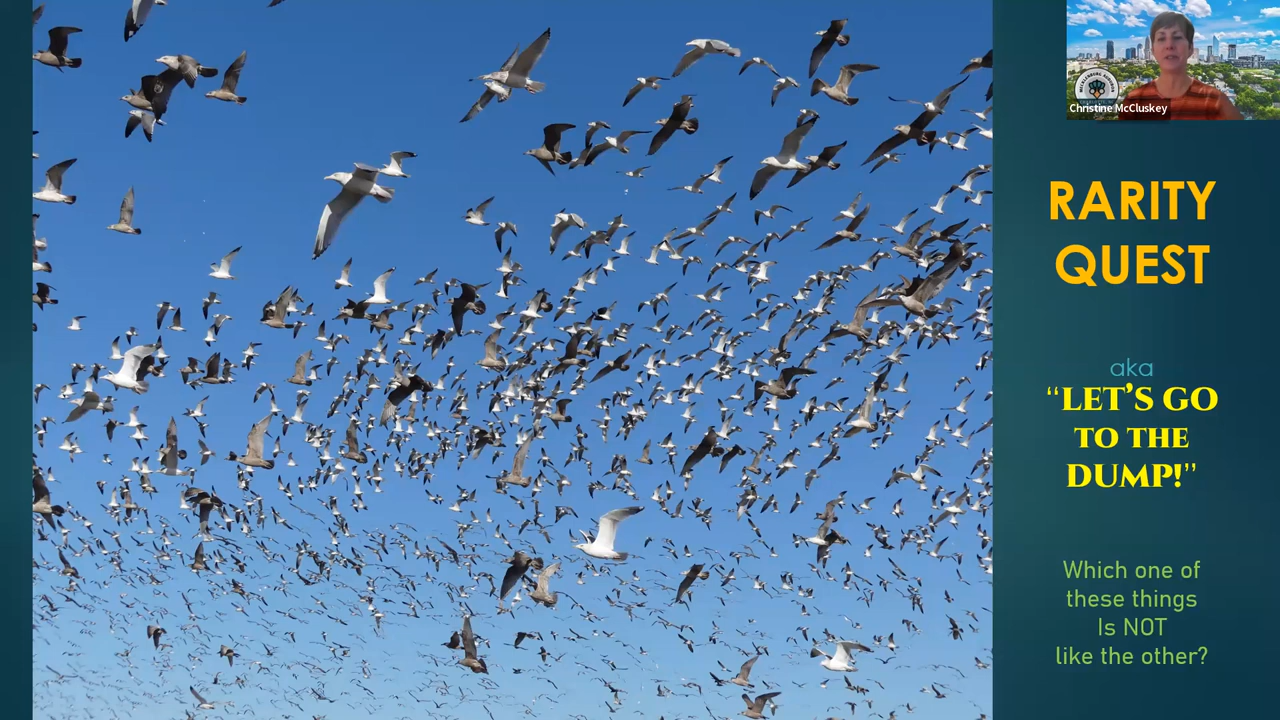 Christine McCluskey
RARITY
QUEST
aka
“LET’S GO
TO THE
DUMP!”
Which one of
these things
Is NOT
like the other?